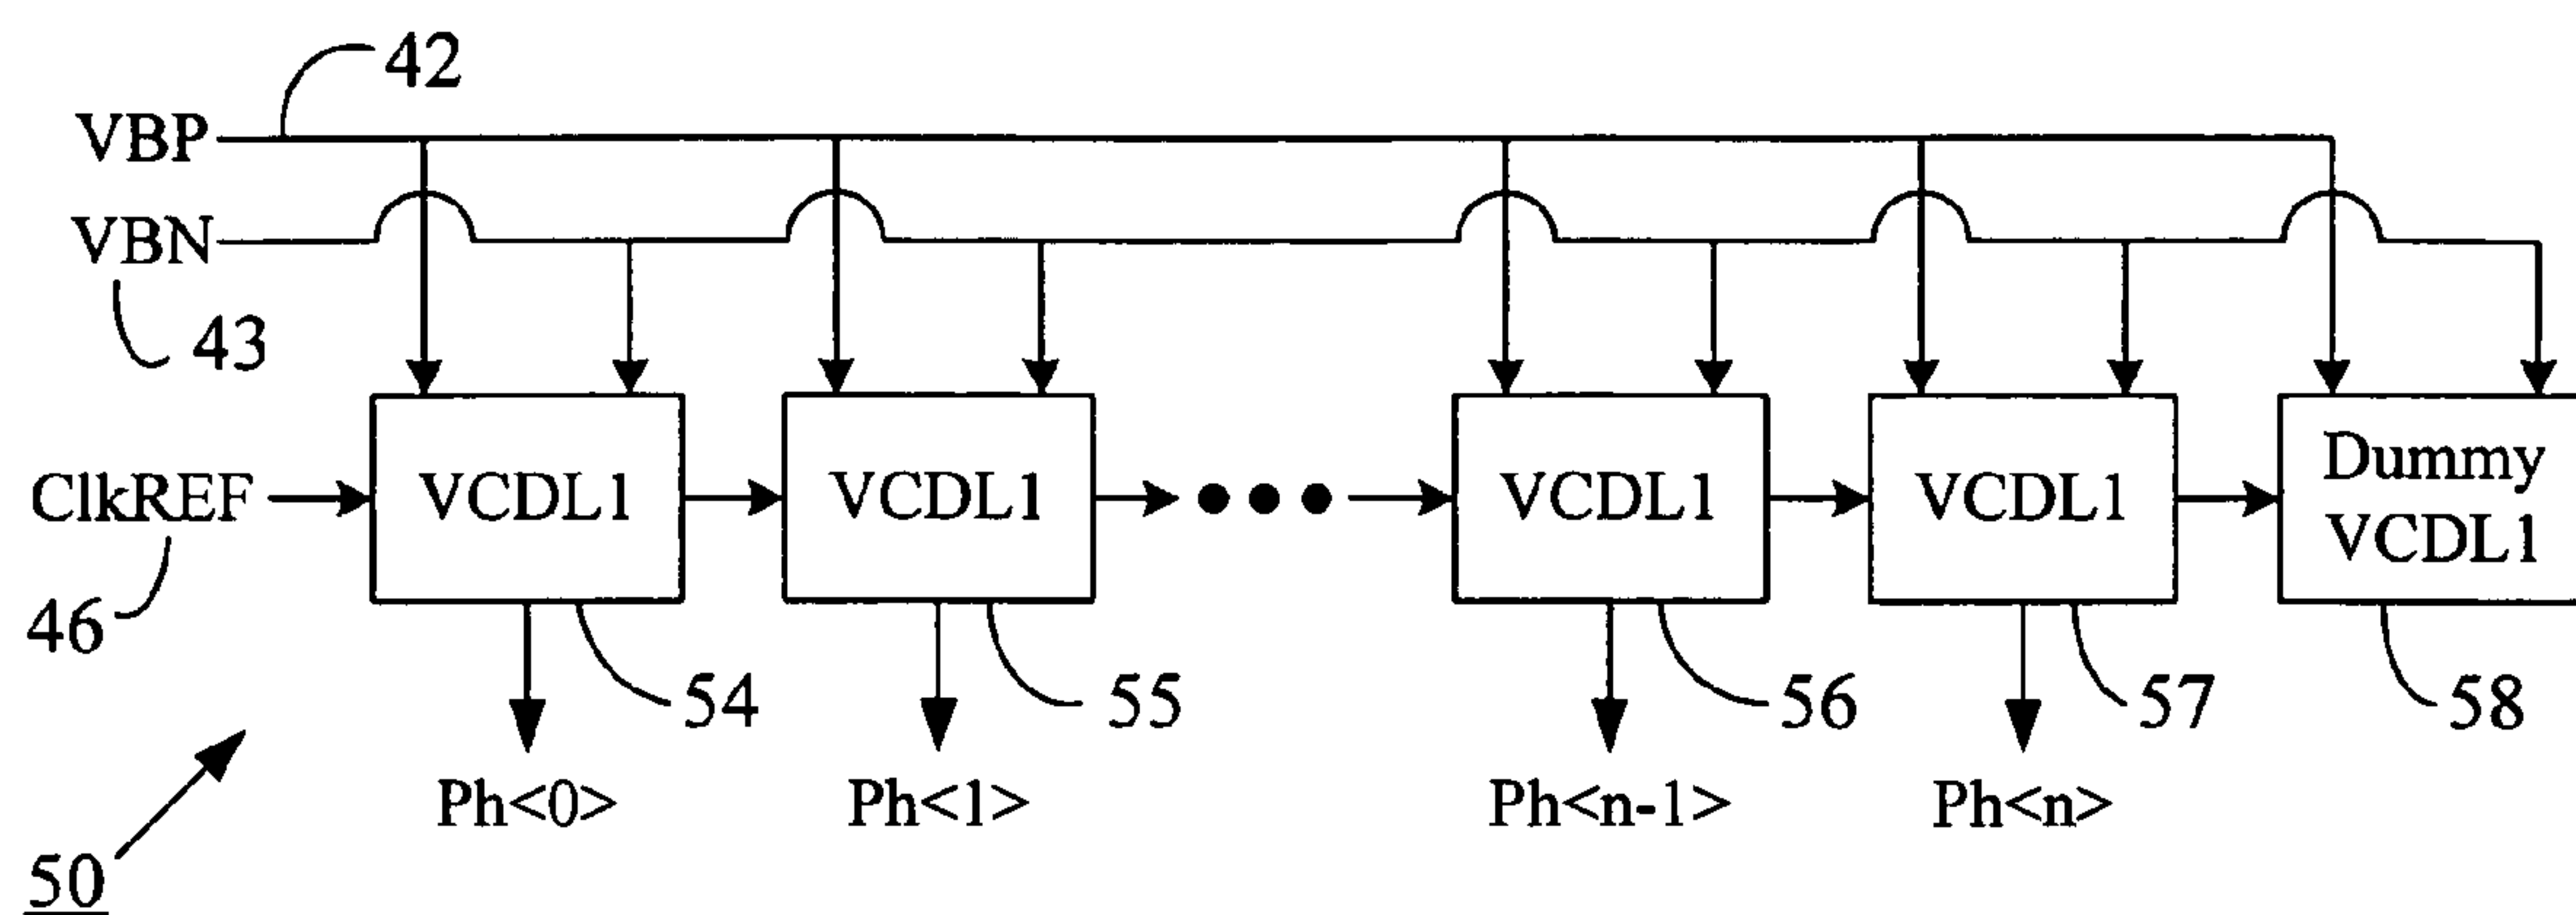 42
VBP
VBN
43
ClkREF
46
VCDL1
VCDL1
VCDL1
VCDL1
Dummy
VCDL1
54
55
56
57
58
Ph<0>
Ph<1>
Ph<n-1>
Ph<n>
50